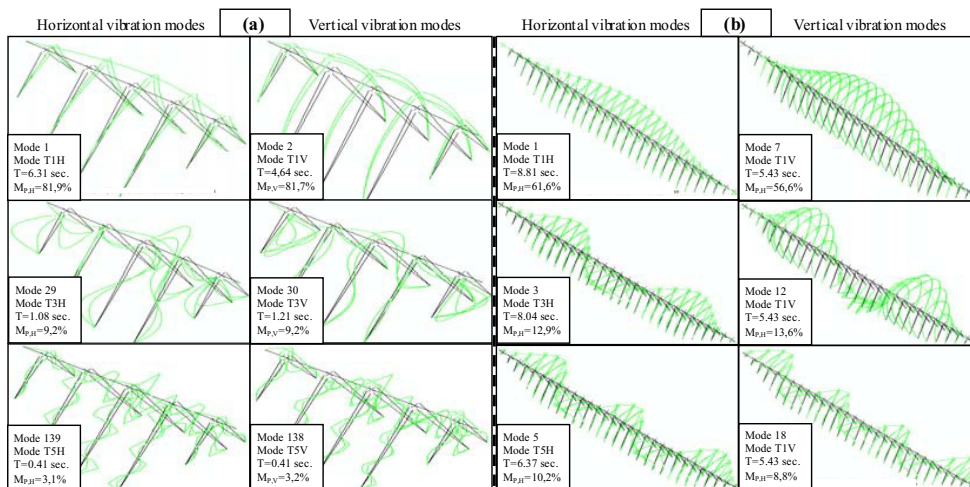 Horizontal vibration modes
(a)
Vertical vibration modes
Horizontal vibration modes
(b)
Vertical vibration modes
Mode 1
Mode T1H
T=6.31 sec.
MP,H=81,9%
Mode 2
Mode T1V
T=4,64 sec.
MP,V=81,7%
Mode 1
Mode T1H
T=8.81 sec.
MP,H=61,6%
Mode 7
Mode T1V
T=5.43 sec.
MP,H=56,6%
Mode 29
Mode T3H
T=1.08 sec.
MP,H=9,2%
Mode 30
Mode T3V
T=1.21 sec.
MP,V=9,2%
Mode 3
Mode T3H
T=8.04 sec.
MP,H=12,9%
Mode 12
Mode T1V
T=5.43 sec.
MP,H=13,6%
Mode 139
Mode T5H
T=0.41 sec.
MP,H=3,1%
Mode 138
Mode T5V
T=0.41 sec.
MP,V=3,2%
Mode 5
Mode T5H
T=6.37 sec.
MP,H=10,2%
Mode 18
Mode T1V
T=5.43 sec.
MP,H=8,8%